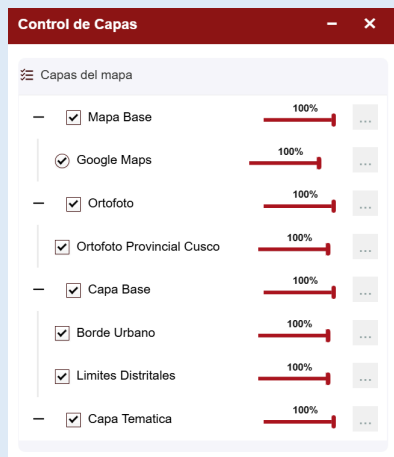 Control de Capas
Capas del mapa
Mapa Base 100% ...
Google Maps 100% ...
Ortofoto 100% ...
Ortofoto Provincial Cusco 100% ...
Capa Base 100% ...
Borde Urbano 100% ...
Limites Distritales 100% ...
Capa Tematica 100% ...